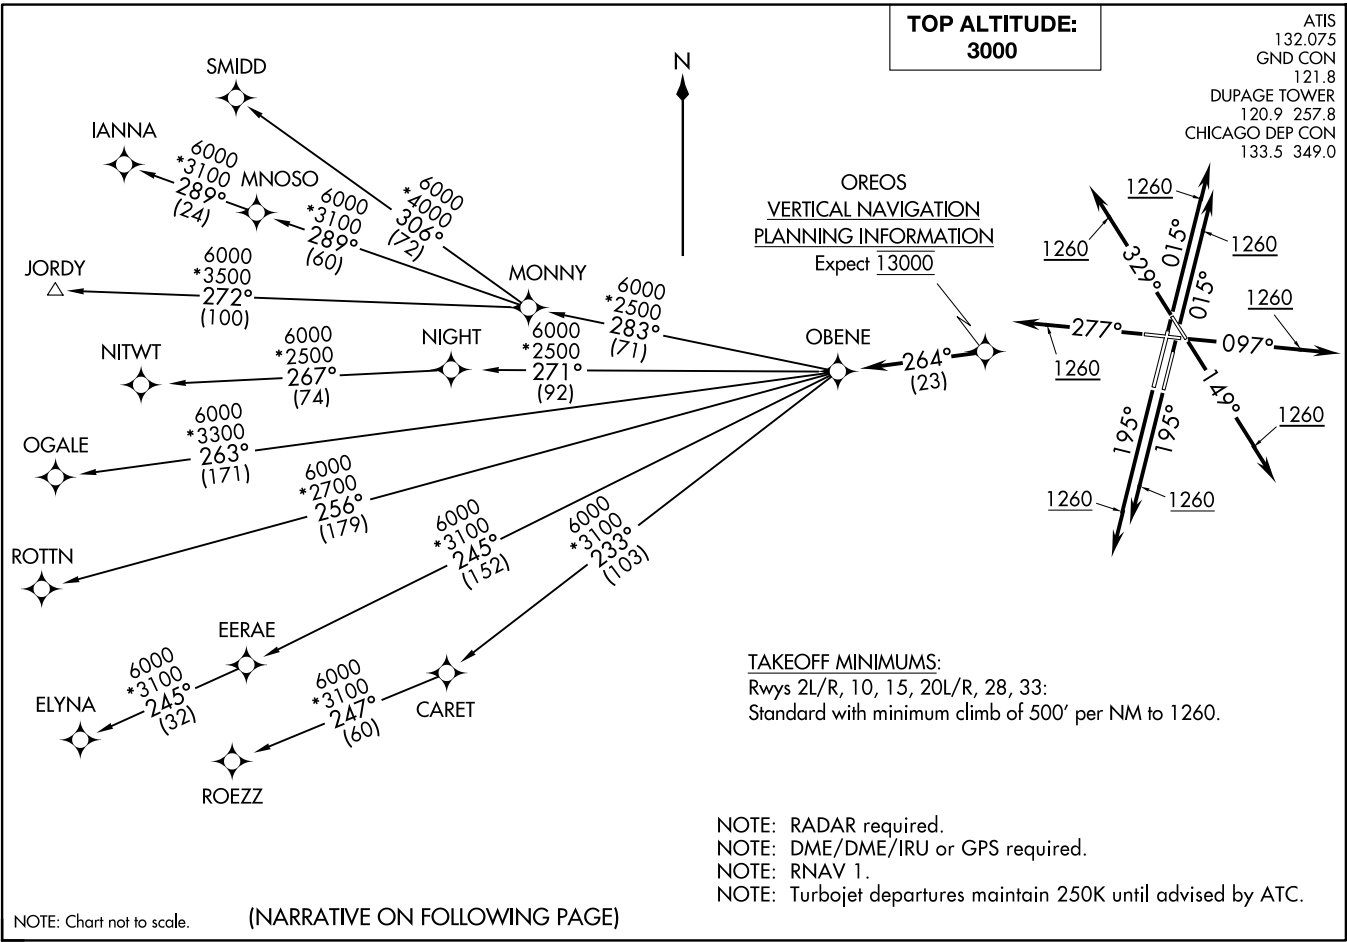 TOP ALTITUDE:
3000
ATIS
132.075
GND CON
121.8
DUPAGE TOWER
120.9 257.8
CHICAGO DEP CON
133.5 349.0
N
SMIDD
IANNA
6000
*3100
289°
(24)
MNOSO
6000
*3100
289°
(60)
6000
*4000
306°
(72)
OREOS
VERTICAL NAVIGATION
PLANNING INFORMATION
Expect 13000
JORDY
6000
*3500
272°
(100)
MONNY
6000
*2500
283°
(71)
NITWT
6000
*2500
267°
(74)
NIGHT
6000
*2500
271°
(92)
OBENE
264°
(23)
1260
1260
1260
1260
329°
015°
015°
277°
097°
1260
149°
1260
195°
195°
1260
1260
OGALE
6000
*3300
263°
(171)
ROTTN
6000
*2700
256°
(179)
6000
*3100
245°
(152)
6000
*3100
233°
(103)
EERAE
ELYNA
6000
*3100
245°
(32)
6000
*3100
247°
(60)
CARET
ROEZZ
TAKEOFF MINIMUMS:
Rwys 2L/R, 10, 15, 20L/R, 28, 33:
Standard with minimum climb of 500' per NM to 1260.
NOTE: RADAR required.
NOTE: DME/DME/IRU or GPS required.
NOTE: RNAV 1.
NOTE: Turbojet departures maintain 250K until advised by ATC.
NOTE: Chart not to scale.
(NARRATIVE ON FOLLOWING PAGE)